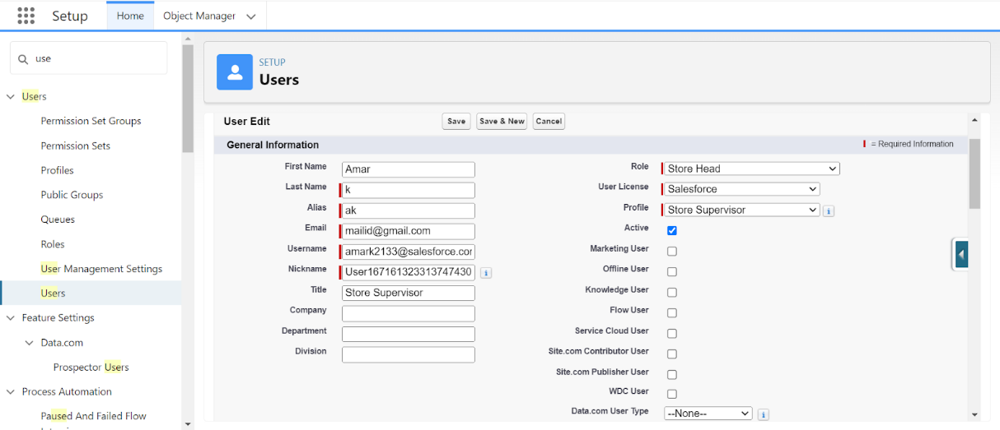 Setup
Home
Object Manager
use
Users
Permission Set Groups
Permission Sets
Profiles
Public Groups
Queues
Roles
User Management Settings
Users
Feature Settings
Data.com
Prospector Users
Process Automation
Paused And Failed Flow
SETUP
Users
User Edit
Save
Save & New
Cancel
General Information
= Required Information
First Name Amar
Last Name k
Alias ak
Email mailid@gmail.com
Username amark2133@salesforce.cor
Nickname User167161323313747430
Title Store Supervisor
Company
Department
Division
Role Store Head
User License Salesforce
Profile Store Supervisor
Active
Marketing User
Offline User
Knowledge User
Flow User
Service Cloud User
Site.com Contributor User
Site.com Publisher User
WDC User
Data.com User Type --None--